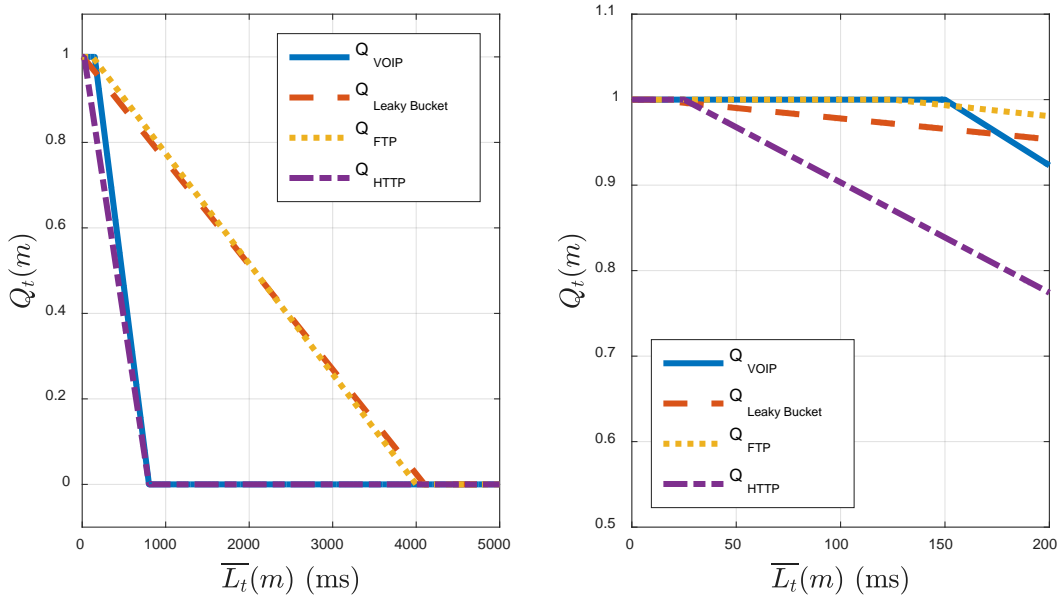 1
0.8
0.6
0.4
0.2
0
Q_t(m)
0 1000 2000 3000 4000 5000
\overline{L_t}(m) (ms)
Q VOIP
Q Leaky Bucket
Q FTP
Q HTTP
1.1
1
0.9
0.8
0.7
0.6
0.5
Q_t(m)
0 50 100 150 200
\overline{L_t}(m) (ms)
Q VOIP
Q Leaky Bucket
Q FTP
Q HTTP